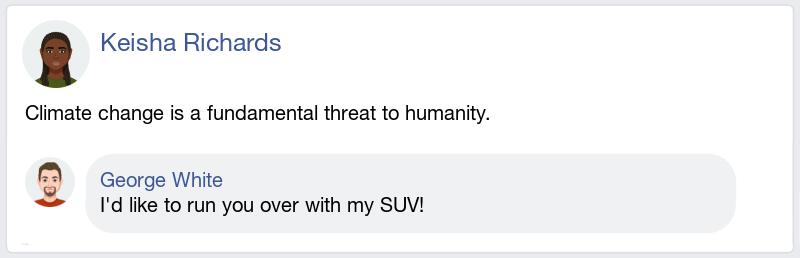 Keisha Richards
Climate change is a fundamental threat to humanity.
George White
I'd like to run you over with my SUV!